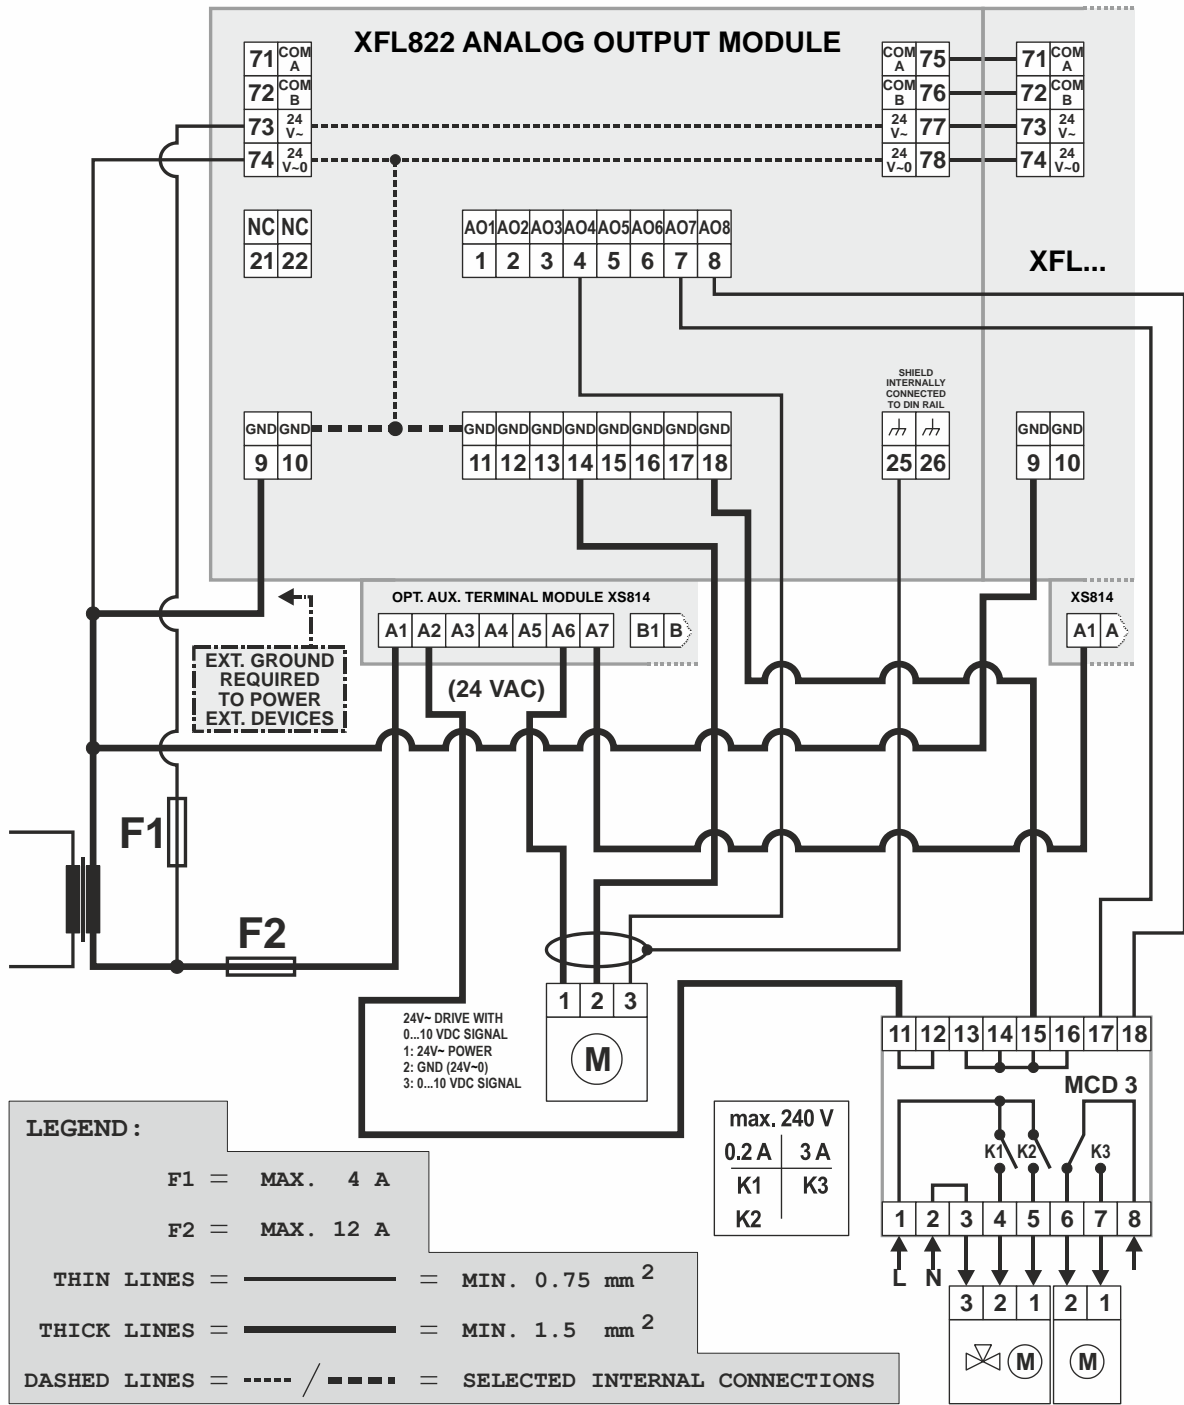 XFL822 ANALOG OUTPUT MODULE
71 COM A
72 COM B
73 24 V~
74 24 V~0
COM A 75
COM B 76
24 V~ 77
24 V~0 78
71 COM A
72 COM B
73 24 V~
74 24 V~0
NC NC
21 22
AO1 AO2 AO3 AO4 AO5 AO6 AO7 AO8
1 2 3 4 5 6 7 8
XFL...
SHIELD
INTERNALLY
CONNECTED
TO DIN RAIL
GND GND
9 10
GND GND GND GND GND GND GND GND
11 12 13 14 15 16 17 18
25 26
GND GND
9 10
OPT. AUX. TERMINAL MODULE XS814
A1 A2 A3 A4 A5 A6 A7 B1 B
XS814
A1 A
EXT. GROUND
REQUIRED
TO POWER
EXT. DEVICES
(24 VAC)
F1
F2
1 2 3
M
24V~ DRIVE WITH
0...10 VDC SIGNAL
1: 24V~ POWER
2: GND (24V~0)
3: 0...10 VDC SIGNAL
11 12 13 14 15 16 17 18
MCD 3
K1 K2 K3
1 2 3 4 5 6 7 8
L N
3 2 1 2 1
M M
max. 240 V
0.2 A 3 A
K1 K3
K2
LEGEND:
F1 = MAX. 4 A
F2 = MAX. 12 A
THIN LINES = = MIN. 0.75 mm²
THICK LINES = = MIN. 1.5 mm²
DASHED LINES = / = SELECTED INTERNAL CONNECTIONS